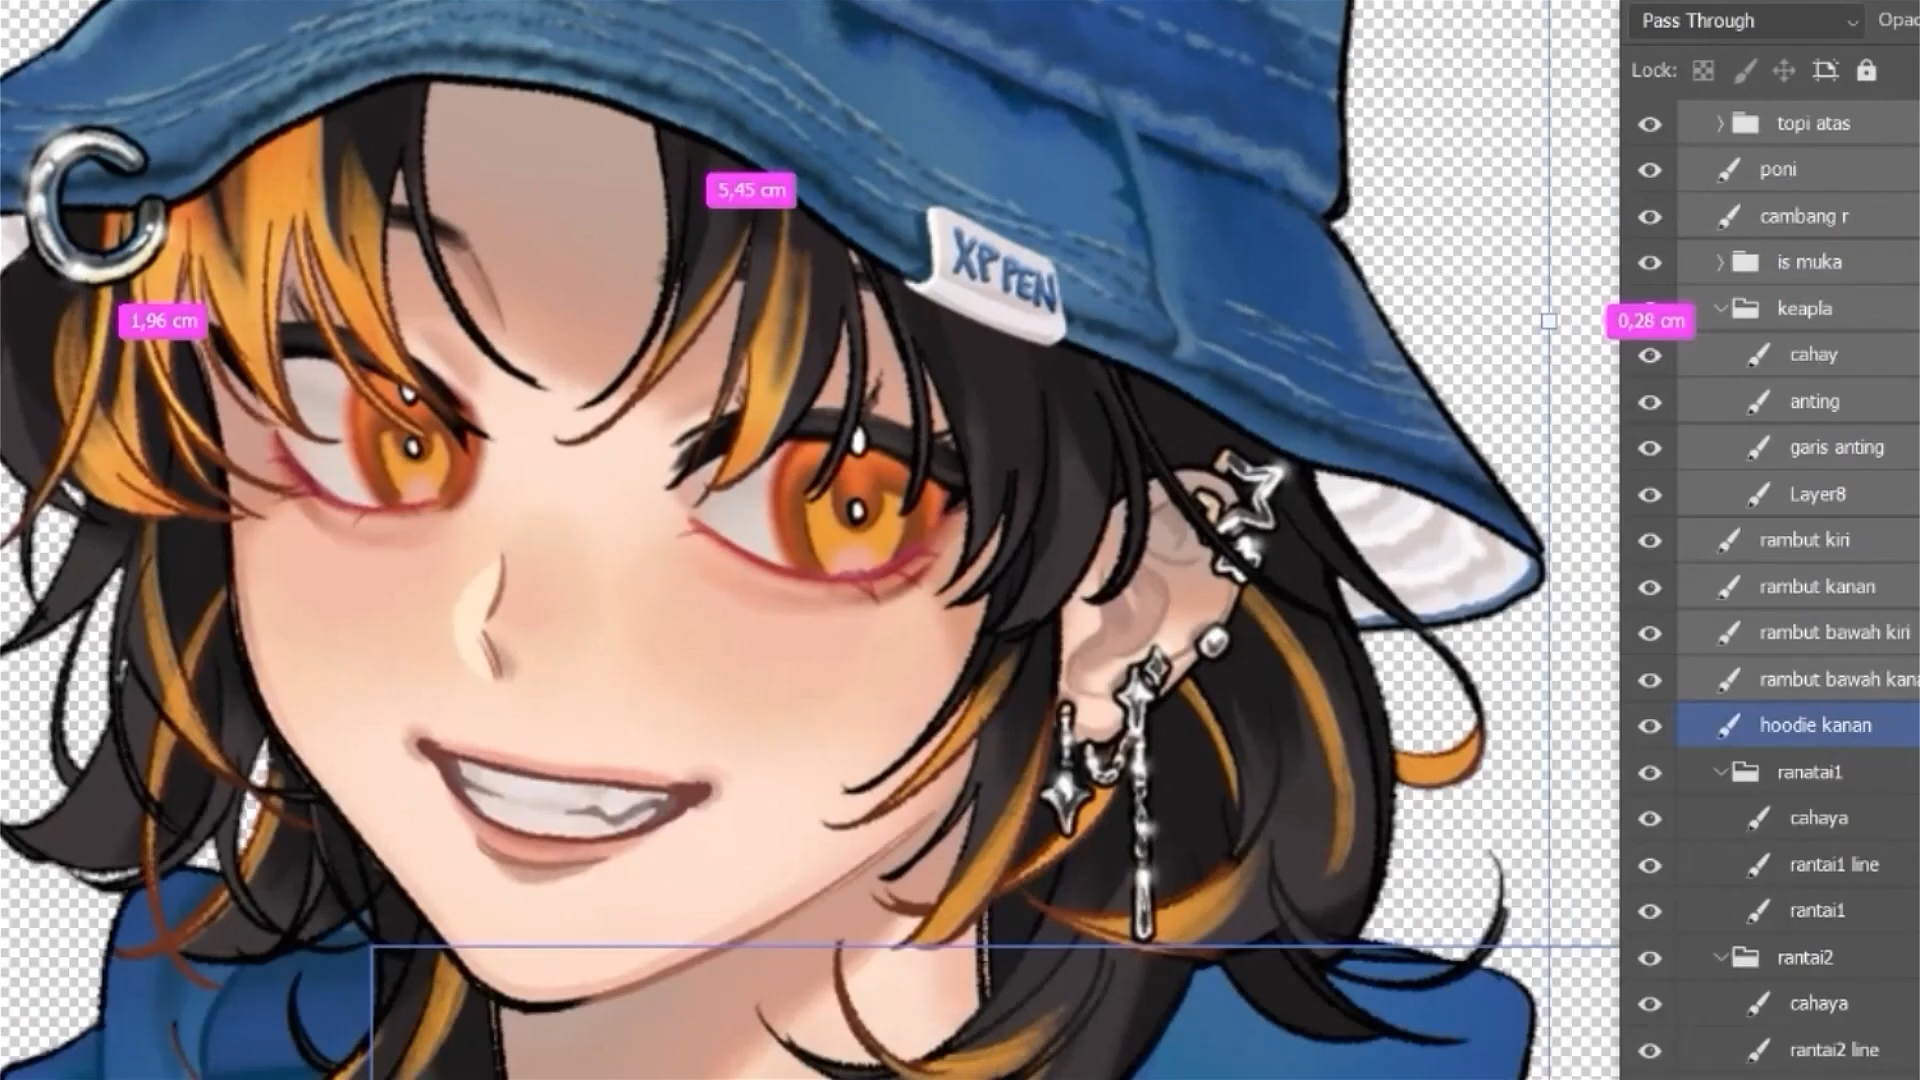 Pass Through
Opac
Lock:
topi atas
poni
cambang r
is muka
keapla
cahay
anting
garis anting
Layer8
rambut kiri
rambut kanan
rambut bawah kiri
rambut bawah kana
hoodie kanan
ranatai1
cahaya
rantai1 line
rantai1
rantai2
cahaya
rantai2 line
5,45 cm
1,96 cm
0,28 cm
XP PEN